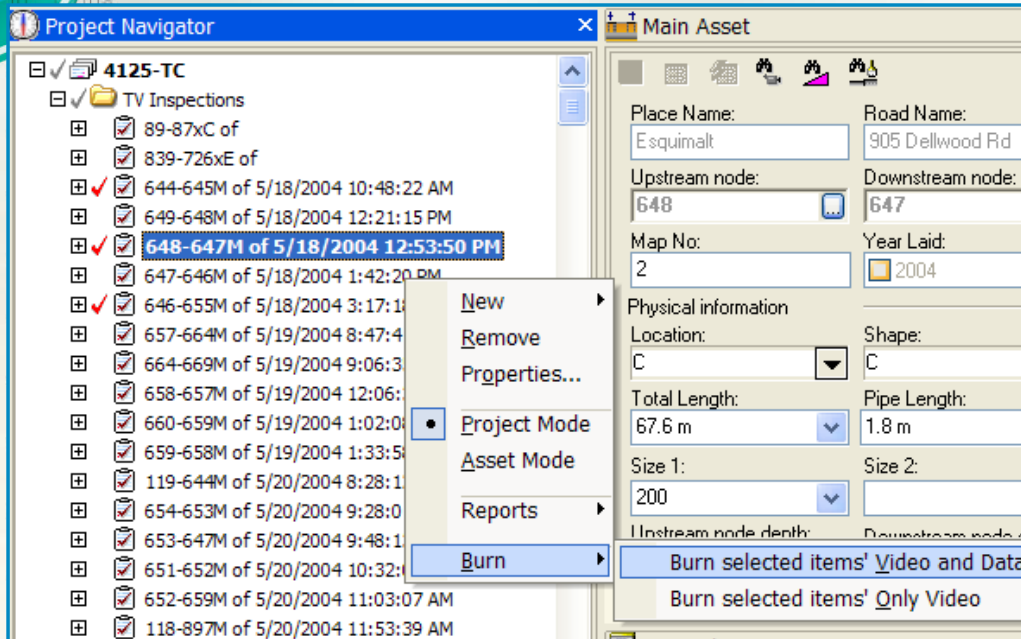 Project Navigator
4125-TC
TV Inspections
89-87xC of
839-726xE of
644-645M of 5/18/2004 10:48:22 AM
649-648M of 5/18/2004 12:21:15 PM
648-647M of 5/18/2004 12:53:50 PM
647-646M of 5/18/2004 1:42:20 PM
646-655M of 5/18/2004 3:17:18
657-664M of 5/19/2004 8:47:4
664-669M of 5/19/2004 9:06:3
658-657M of 5/19/2004 12:06:
660-659M of 5/19/2004 1:02:0
659-658M of 5/19/2004 1:33:5
119-644M of 5/20/2004 8:28:1
654-653M of 5/20/2004 9:28:0
653-647M of 5/20/2004 9:48:1
651-652M of 5/20/2004 10:32:
652-659M of 5/20/2004 11:03:07 AM
118-897M of 5/20/2004 11:53:39 AM
New
Remove
Properties...
Project Mode
Asset Mode
Reports
Burn
Burn selected items' Video and Data
Burn selected items' Only Video
Main Asset
Place Name: Road Name:
Esquimalt 905 Dellwood Rd
Upstream node: Downstream node:
648 647
Map No: Year Laid:
2 2004
Physical information
Location: Shape:
C C
Total Length: Pipe Length:
67.6 m 1.8 m
Size 1: Size 2:
200
Upstream node depth: Downstream node